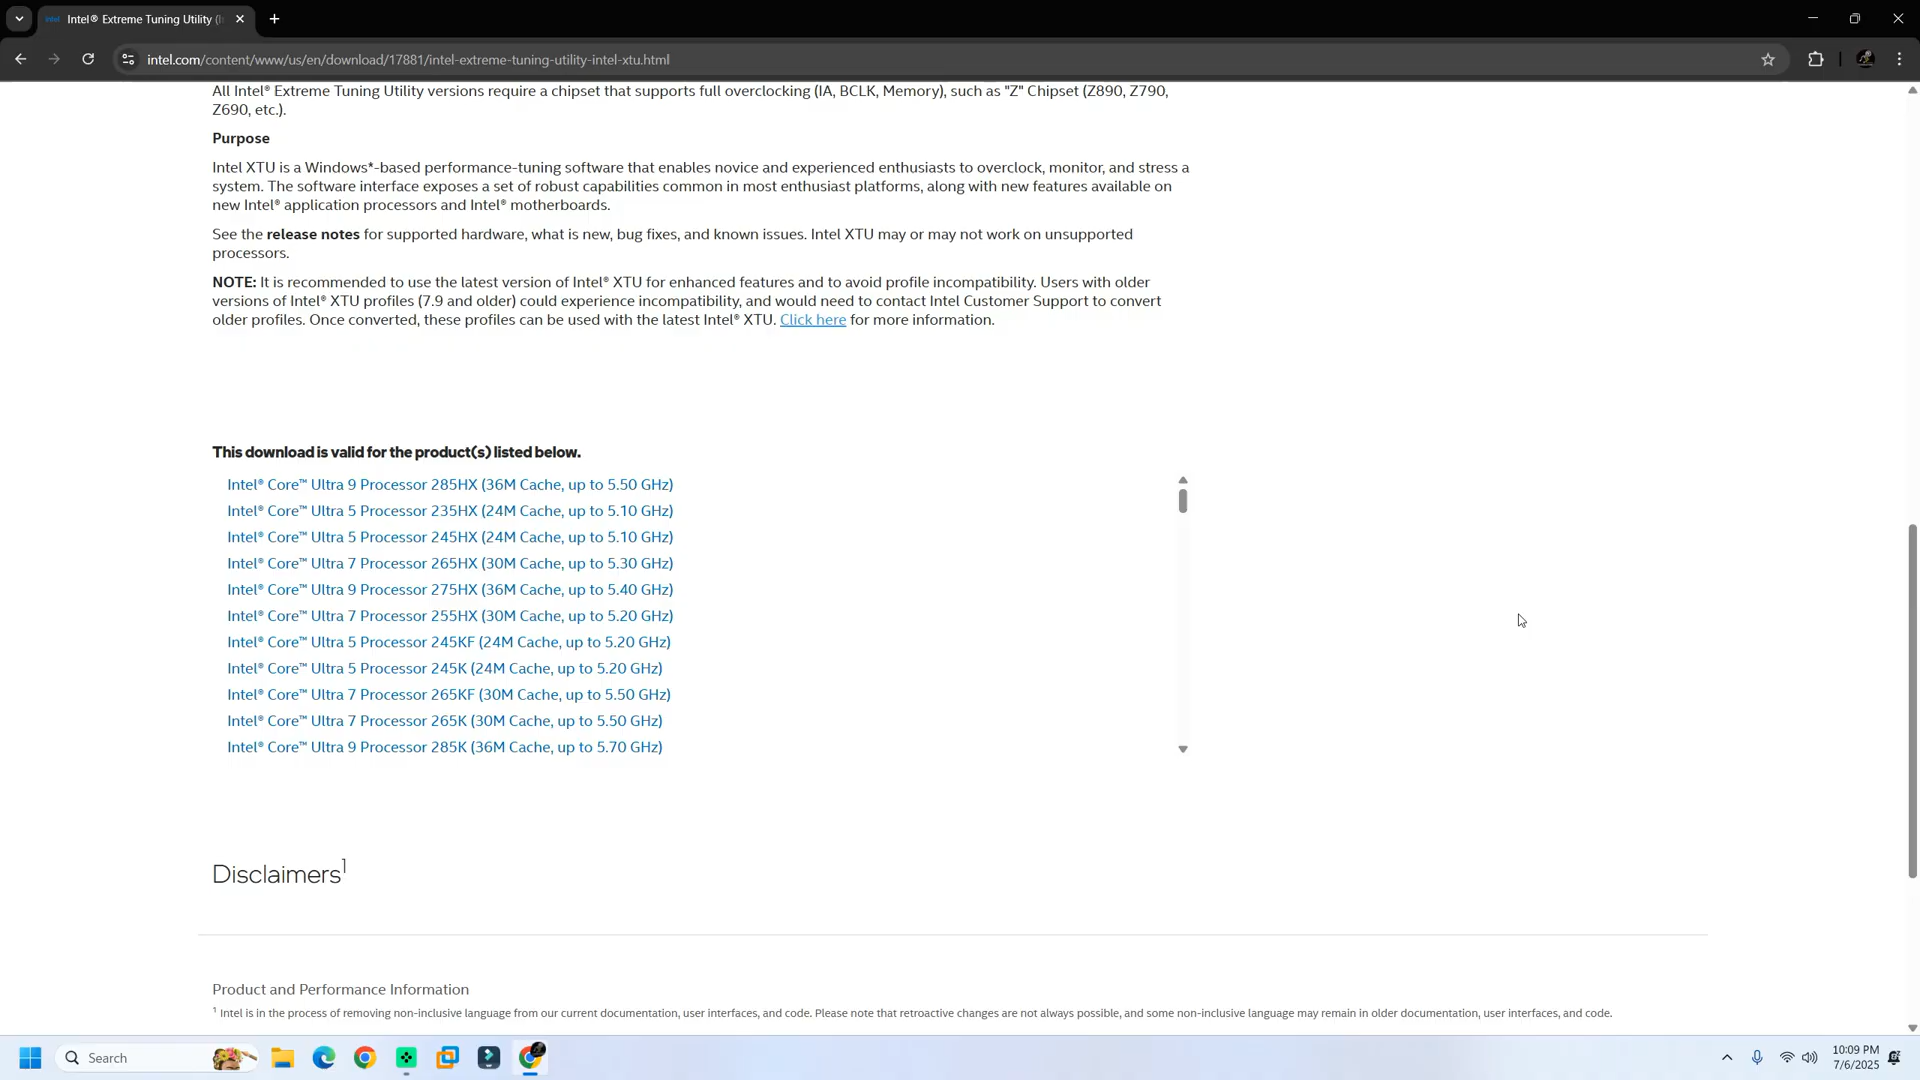 Intel® Extreme Tuning Utility (I
intel.com/content/www/us/en/download/17881/intel-extreme-tuning-utility-intel-xtu.html
All Intel® Extreme Tuning Utility versions require a chipset that supports full overclocking (IA, BCLK, Memory), such as "Z" Chipset (Z890, Z790,
Z690, etc.).
Purpose
Intel XTU is a Windows*-based performance-tuning software that enables novice and experienced enthusiasts to overclock, monitor, and stress a
system. The software interface exposes a set of robust capabilities common in most enthusiast platforms, along with new features available on
new Intel® application processors and Intel® motherboards.
See the release notes for supported hardware, what is new, bug fixes, and known issues. Intel XTU may or may not work on unsupported
processors.
NOTE: It is recommended to use the latest version of Intel® XTU for enhanced features and to avoid profile incompatibility. Users with older
versions of Intel® XTU profiles (7.9 and older) could experience incompatibility, and would need to contact Intel Customer Support to convert
older profiles. Once converted, these profiles can be used with the latest Intel® XTU. Click here for more information.
This download is valid for the product(s) listed below.
Intel® Core™ Ultra 9 Processor 285HX (36M Cache, up to 5.50 GHz)
Intel® Core™ Ultra 5 Processor 235HX (24M Cache, up to 5.10 GHz)
Intel® Core™ Ultra 5 Processor 245HX (24M Cache, up to 5.10 GHz)
Intel® Core™ Ultra 7 Processor 265HX (30M Cache, up to 5.30 GHz)
Intel® Core™ Ultra 9 Processor 275HX (36M Cache, up to 5.40 GHz)
Intel® Core™ Ultra 7 Processor 255HX (30M Cache, up to 5.20 GHz)
Intel® Core™ Ultra 5 Processor 245KF (24M Cache, up to 5.20 GHz)
Intel® Core™ Ultra 5 Processor 245K (24M Cache, up to 5.20 GHz)
Intel® Core™ Ultra 7 Processor 265KF (30M Cache, up to 5.50 GHz)
Intel® Core™ Ultra 7 Processor 265K (30M Cache, up to 5.50 GHz)
Intel® Core™ Ultra 9 Processor 285K (36M Cache, up to 5.70 GHz)
Disclaimers1
Product and Performance Information
1 Intel is in the process of removing non-inclusive language from our current documentation, user interfaces, and code. Please note that retroactive changes are not always possible, and some non-inclusive language may remain in older documentation, user interfaces, and code.
Search
10:09 PM
7/6/2025